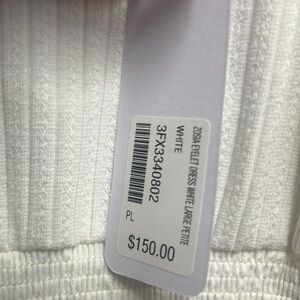 ZOSIA EYELET DRESS WHITE LARGE PETITE
WHITE
3FX3340802
PL
$150.00